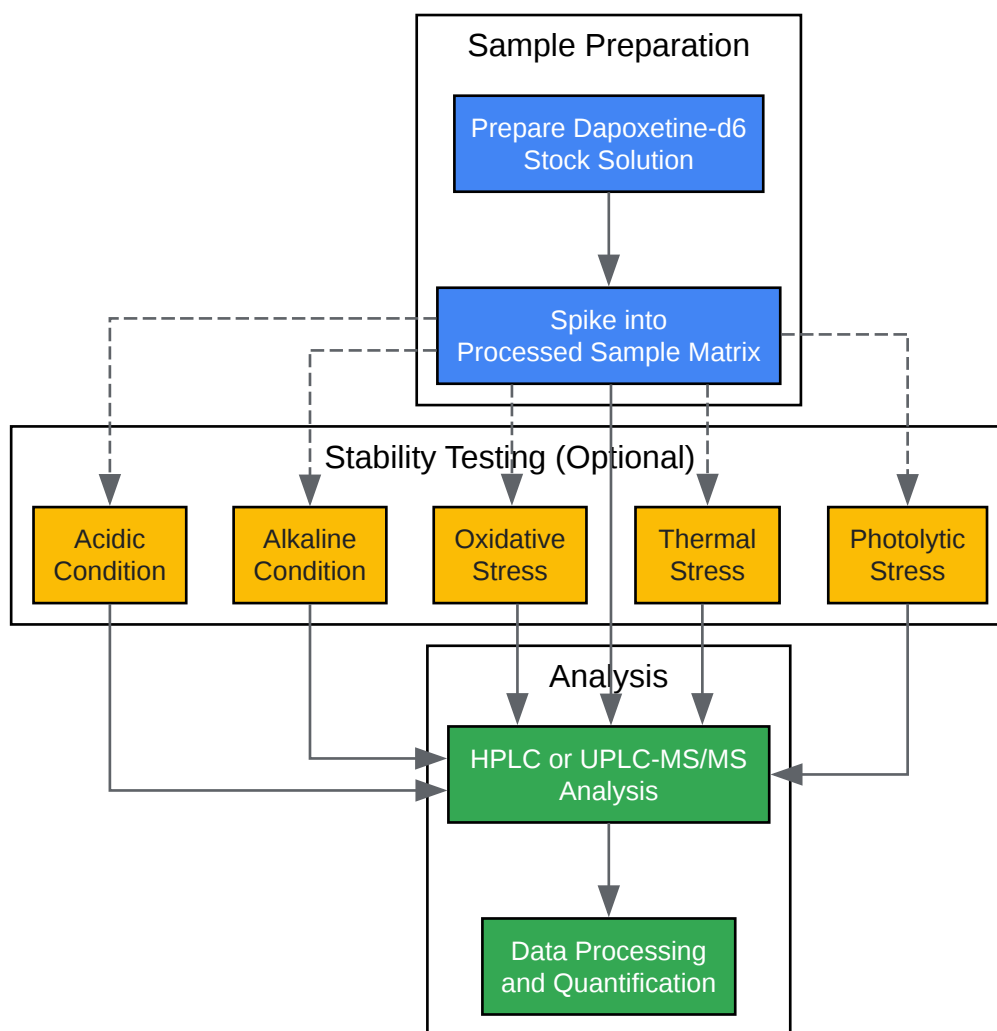 Sample Preparation
Prepare Dapoxetine-d6
Stock Solution
Spike into
Processed Sample Matrix
Stability Testing (Optional)
Acidic
Condition
Alkaline
Condition
Oxidative
Stress
Thermal
Stress
Photolytic
Stress
Analysis
HPLC or UPLC-MS/MS
Analysis
Data Processing
and Quantification